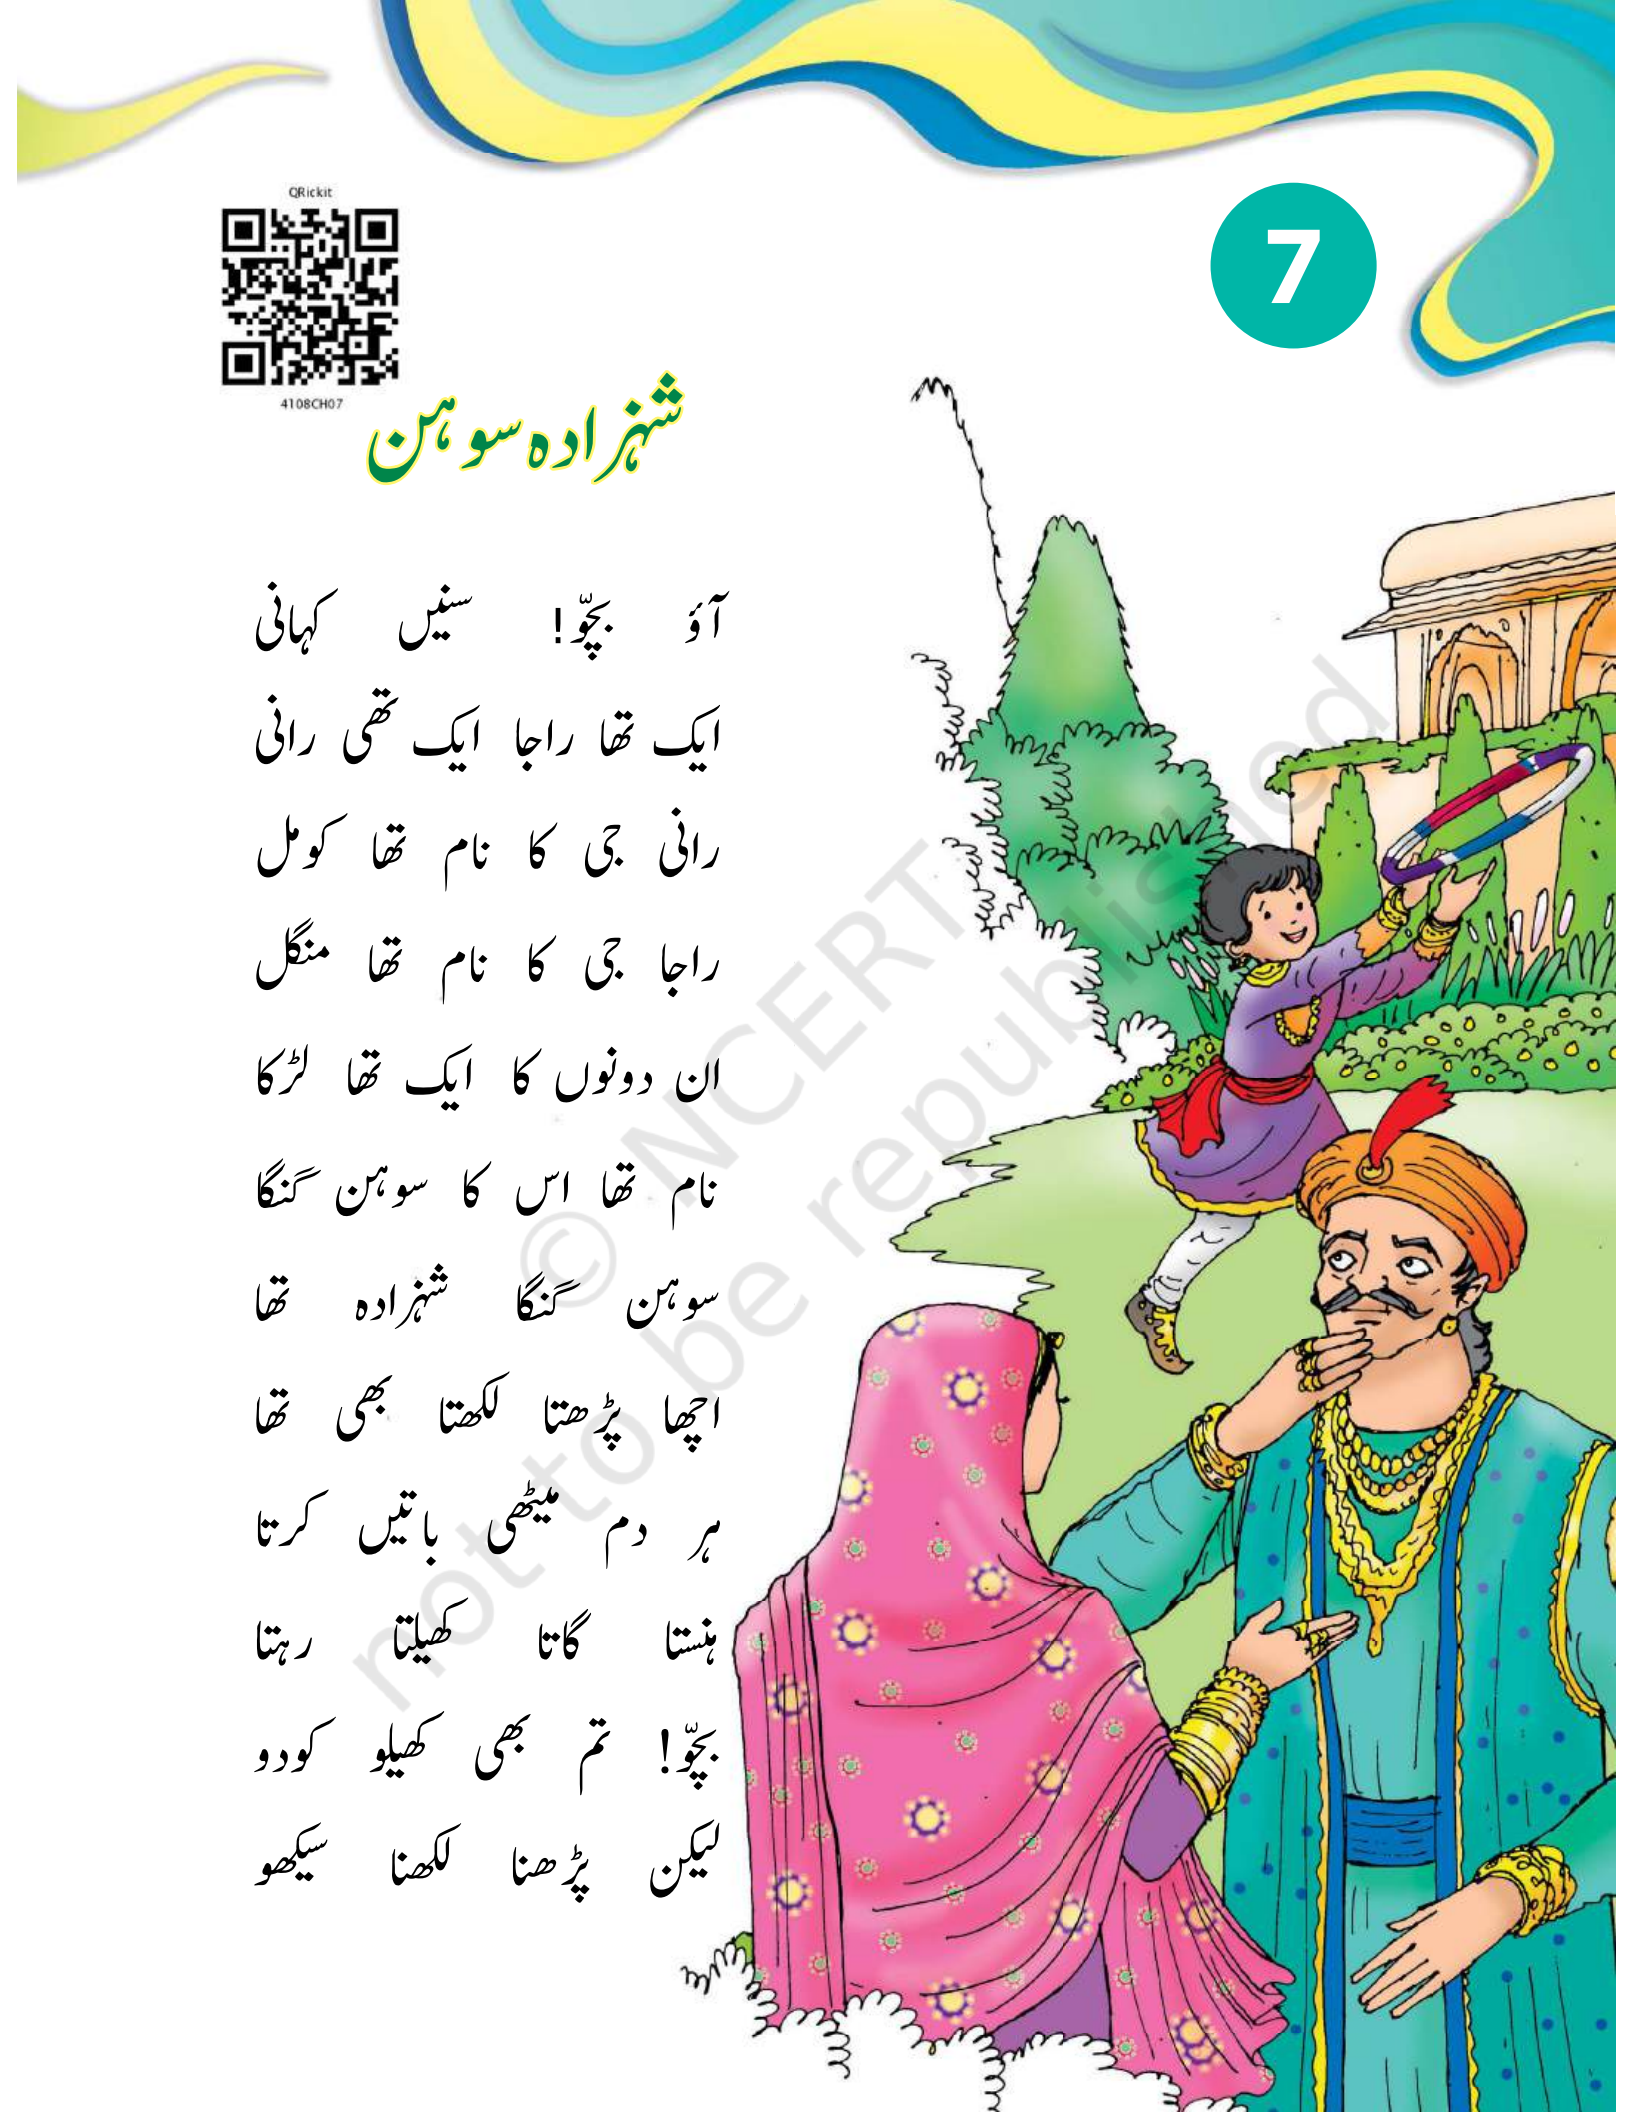 QRickit
4108CH07
7
شہزادہ سوہن
آؤ بچّو! سنیں کہانی
ایک تھا راجا ایک تھی رانی
رانی جی کا نام تھا کومل
راجا جی کا نام تھا منگل
ان دونوں کا ایک تھا لڑکا
نام تھا اس کا سوہن گنگا
سوہن گنگا شہزادہ تھا
اچھا پڑھتا لکھتا بھی تھا
ہر دم میٹھی باتیں کرتا
ہنستا گاتا کھیلتا رہتا
بچّو! تم بھی کھیلو کودو
لیکن پڑھنا لکھنا سیکھو
© NCERT
not to be republished